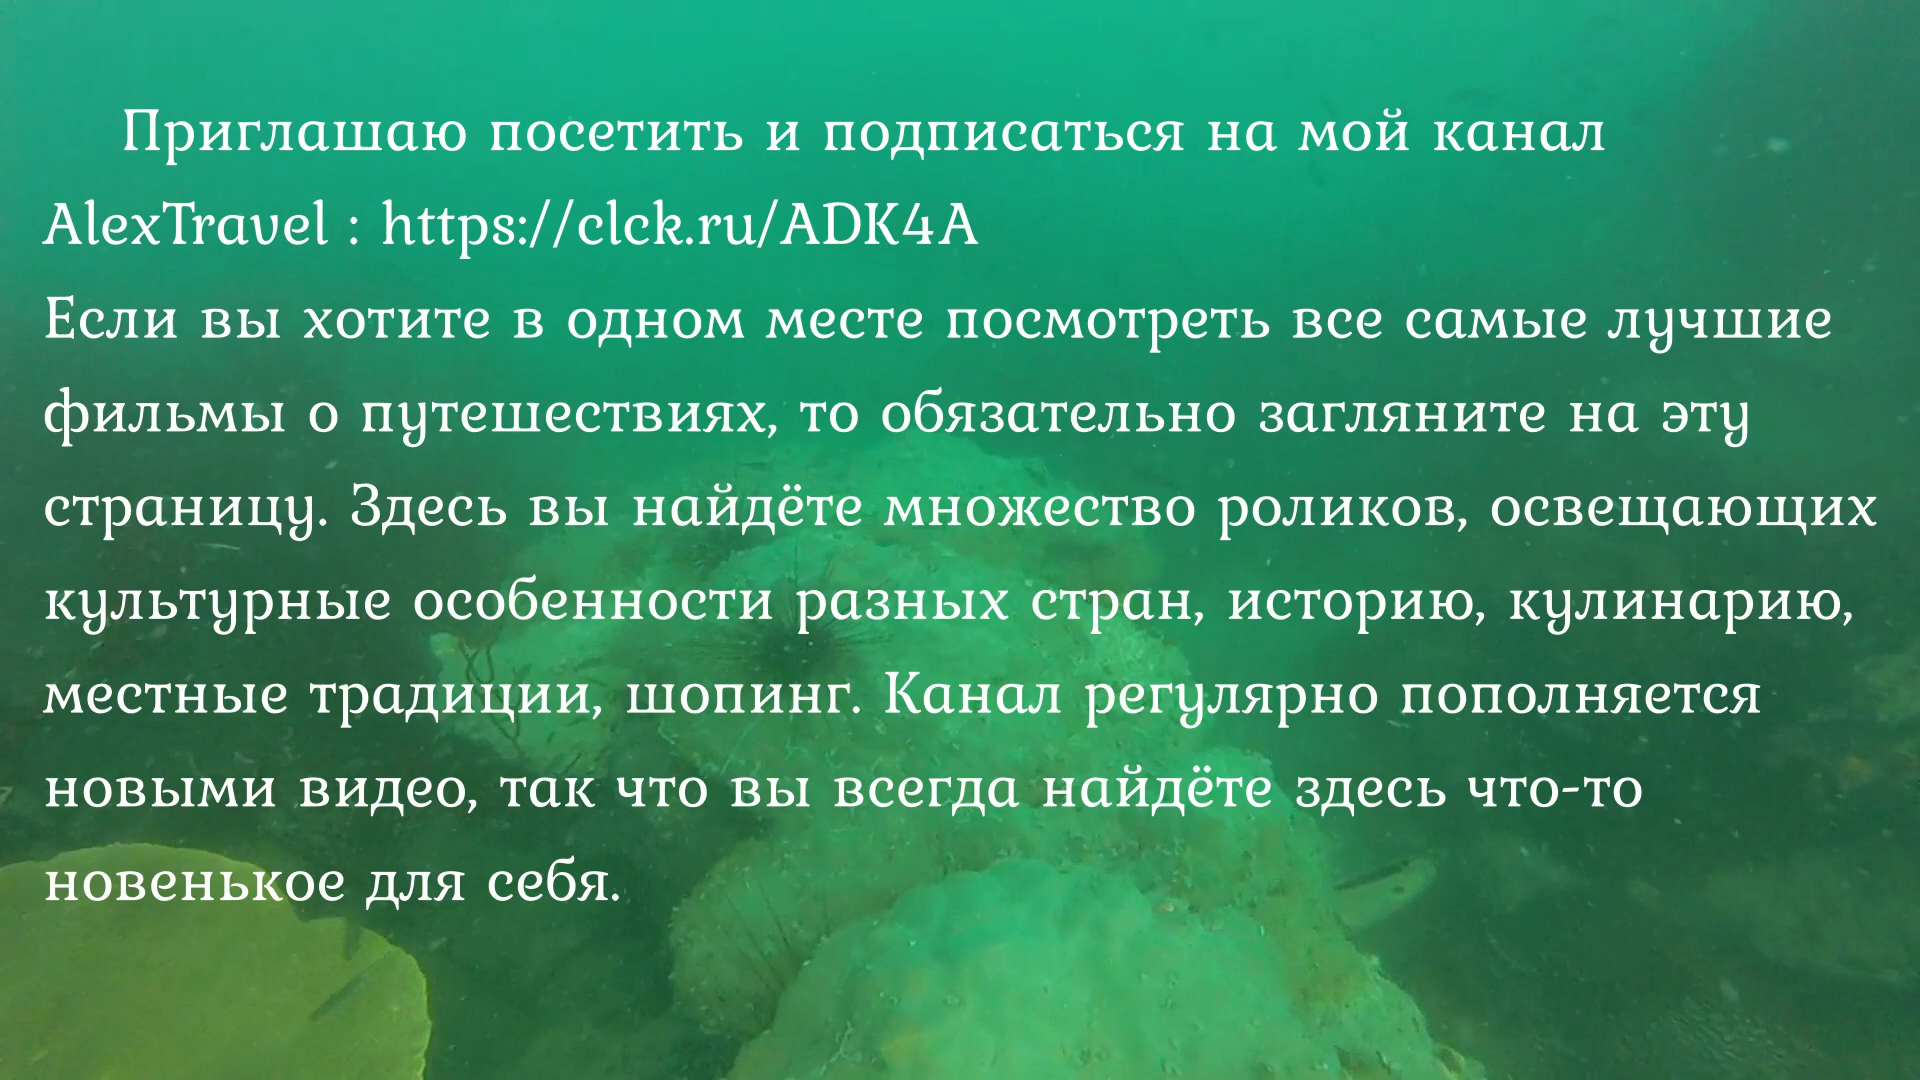 Приглашаю посетить и подписаться на мой канал
AlexTravel : https://clck.ru/ADK4A
Если вы хотите в одном месте посмотреть все самые лучшие
фильмы о путешествиях, то обязательно загляните на эту
страницу. Здесь вы найдёте множество роликов, освещающих
культурные особенности разных стран, историю, кулинарию,
местные традиции, шопинг. Канал регулярно пополняется
новыми видео, так что вы всегда найдёте здесь что-то
новенькое для себя.